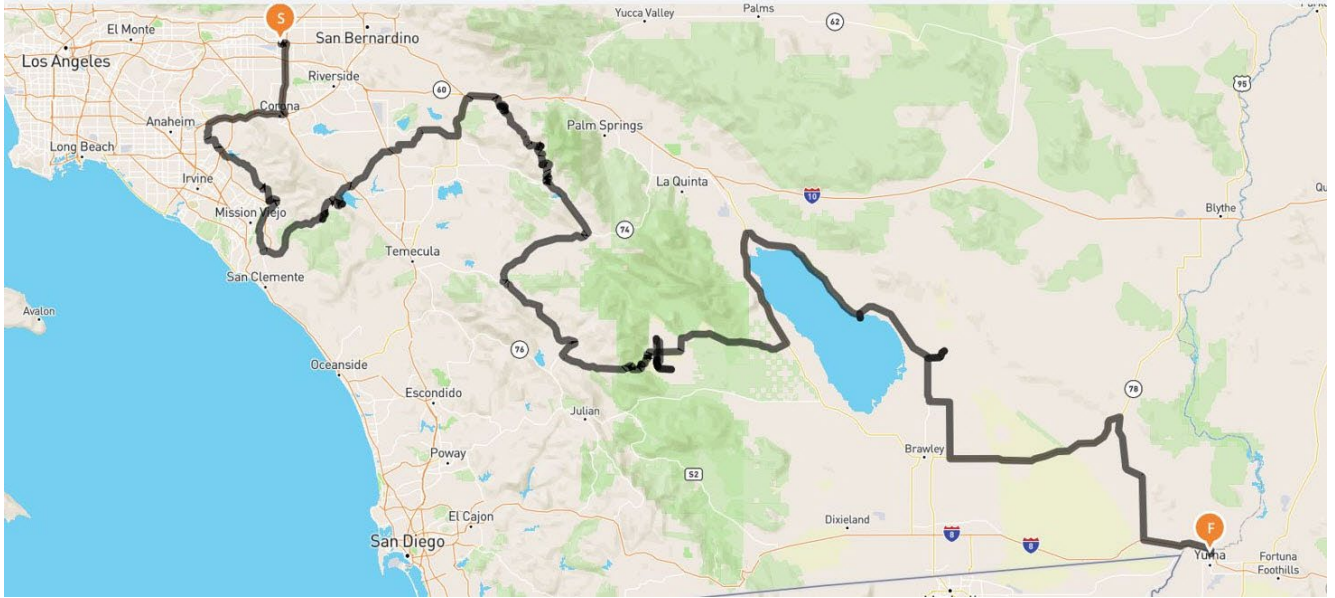 S
El Monte
Los Angeles
San Bernardino
Yucca Valley
Palms
62
95
Riverside
60
Corona
Anaheim
Long Beach
Palm Springs
Irvine
La Quinta
10
Blythe
Mission Viejo
74
Temecula
San Clemente
Avalon
76
Oceanside
78
Escondido
Julian
Brawley
Poway
S2
El Cajon
Dixieland
San Diego
8
8
F
Yuma
Fortuna
Foothills